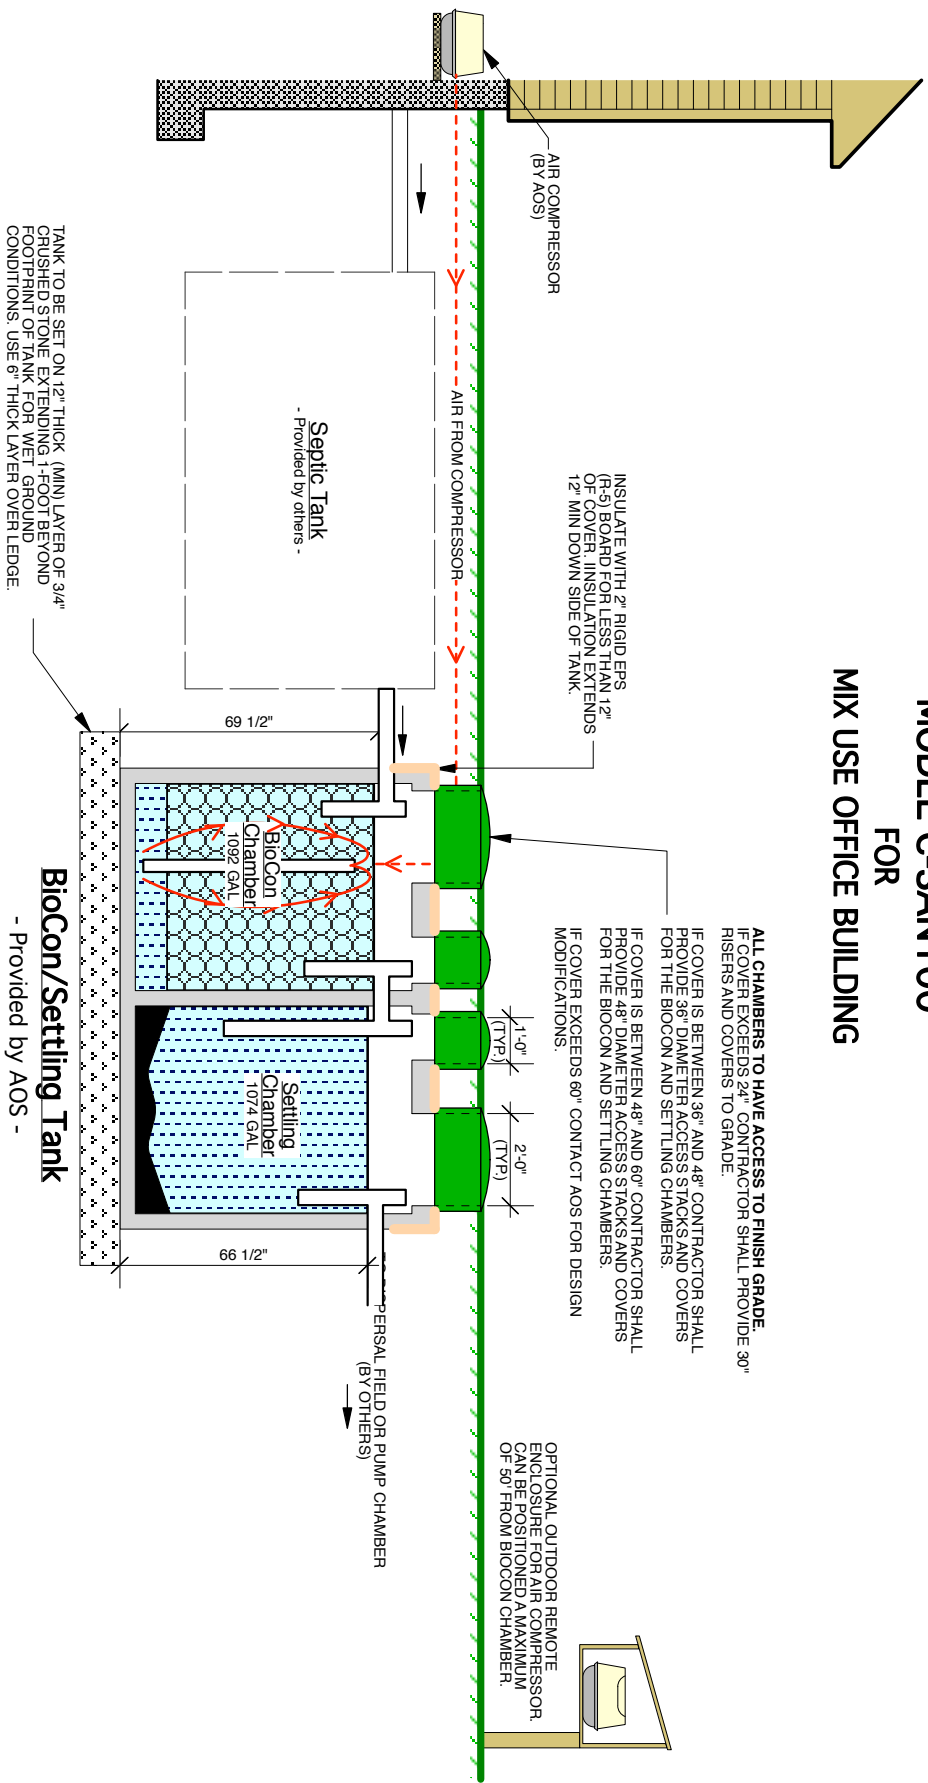 FOR
MIX USE OFFICE BUILDING
ALL CHAMBERS TO HAVE ACCESS TO FINISH GRADE.
IF COVER EXCEEDS 24" CONTRACTOR SHALL PROVIDE 30"
RISERS AND COVERS TO GRADE.
IF COVER IS BETWEEN 36" AND 48" CONTRACTOR SHALL
PROVIDE 36" DIAMETER ACCESS STACKS AND COVERS
FOR THE BIOCON AND SETTLING CHAMBERS.
IF COVER IS BETWEEN 48" AND 60" CONTRACTOR SHALL
PROVIDE 48" DIAMETER ACCESS STACKS AND COVERS
FOR THE BIOCON AND SETTLING CHAMBERS.
IF COVER EXCEEDS 60" CONTACT AOS FOR DESIGN
MODIFICATIONS.
INSULATE WITH 2" RIGID EPS
(R-5) BOARD FOR LESS THAN 12"
OF COVER. INSULATION EXTENDS
12" MIN DOWN SIDE OF TANK.
AIR COMPRESSOR
(BY AOS)
OPTIONAL OUTDOOR REMOTE
ENCLOSURE FOR AIR COMPRESSOR.
CAN BE POSITIONED A MAXIMUM
OF 50' FROM BIOCON CHAMBER.
1'-0"
(TYP.)
2'-0"
(TYP.)
AIR FROM COMPRESSOR
Septic Tank
- Provided by others -
69 1/2"
BioCon
Chamber
1092 GAL
Settling
Chamber
1074 GAL
66 1/2"
PERSAL FIELD OR PUMP CHAMBER
(BY OTHERS)
TANK TO BE SET ON 12" THICK (MIN) LAYER OF 3/4"
CRUSHED STONE EXTENDING 1-FOOT BEYOND
FOOTPRINT OF TANK FOR WET GROUND
CONDITIONS. USE 6" THICK LAYER OVER LEDGE.
BioCon/Settling Tank
- Provided by AOS -